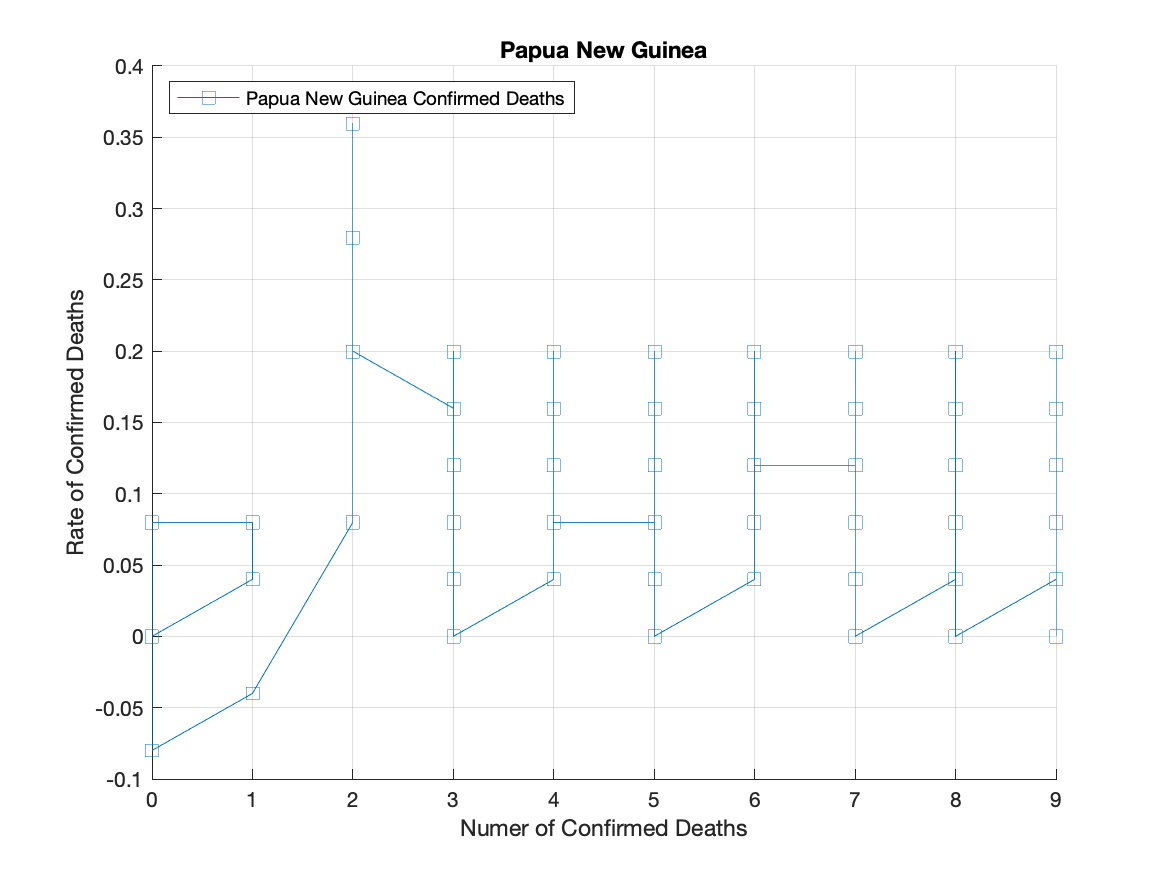 Papua New Guinea
Papua New Guinea Confirmed Deaths
0.4
0.35
0.3
0.25
0.2
0.15
0.1
0.05
0
-0.05
-0.1
Rate of Confirmed Deaths
0 1 2 3 4 5 6 7 8 9
Numer of Confirmed Deaths